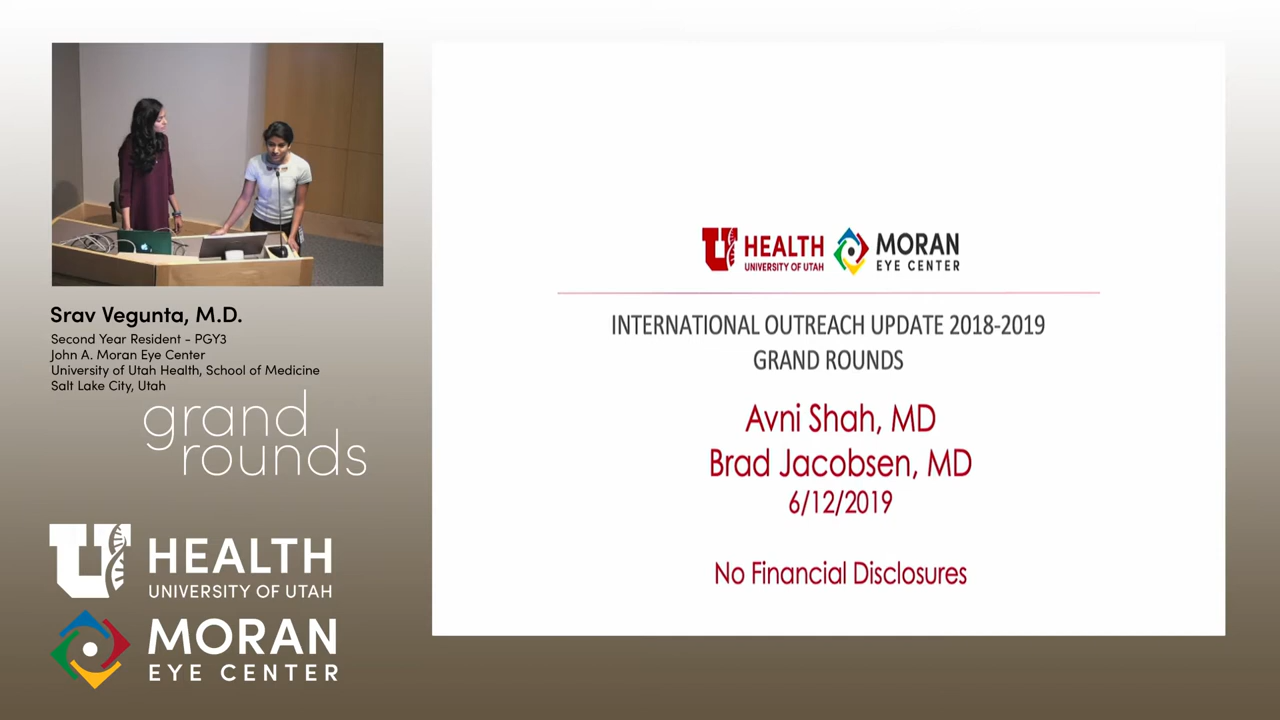 Srav Vegunta, M.D.
Second Year Resident - PGY3
John A. Moran Eye Center
University of Utah Health, School of Medicine
Salt Lake City, Utah
grand
rounds
U HEALTH
UNIVERSITY OF UTAH
MORAN
EYE CENTER
U HEALTH
UNIVERSITY OF UTAH
MORAN
EYE CENTER
INTERNATIONAL OUTREACH UPDATE 2018-2019
GRAND ROUNDS
Avni Shah, MD
Brad Jacobsen, MD
6/12/2019
No Financial Disclosures